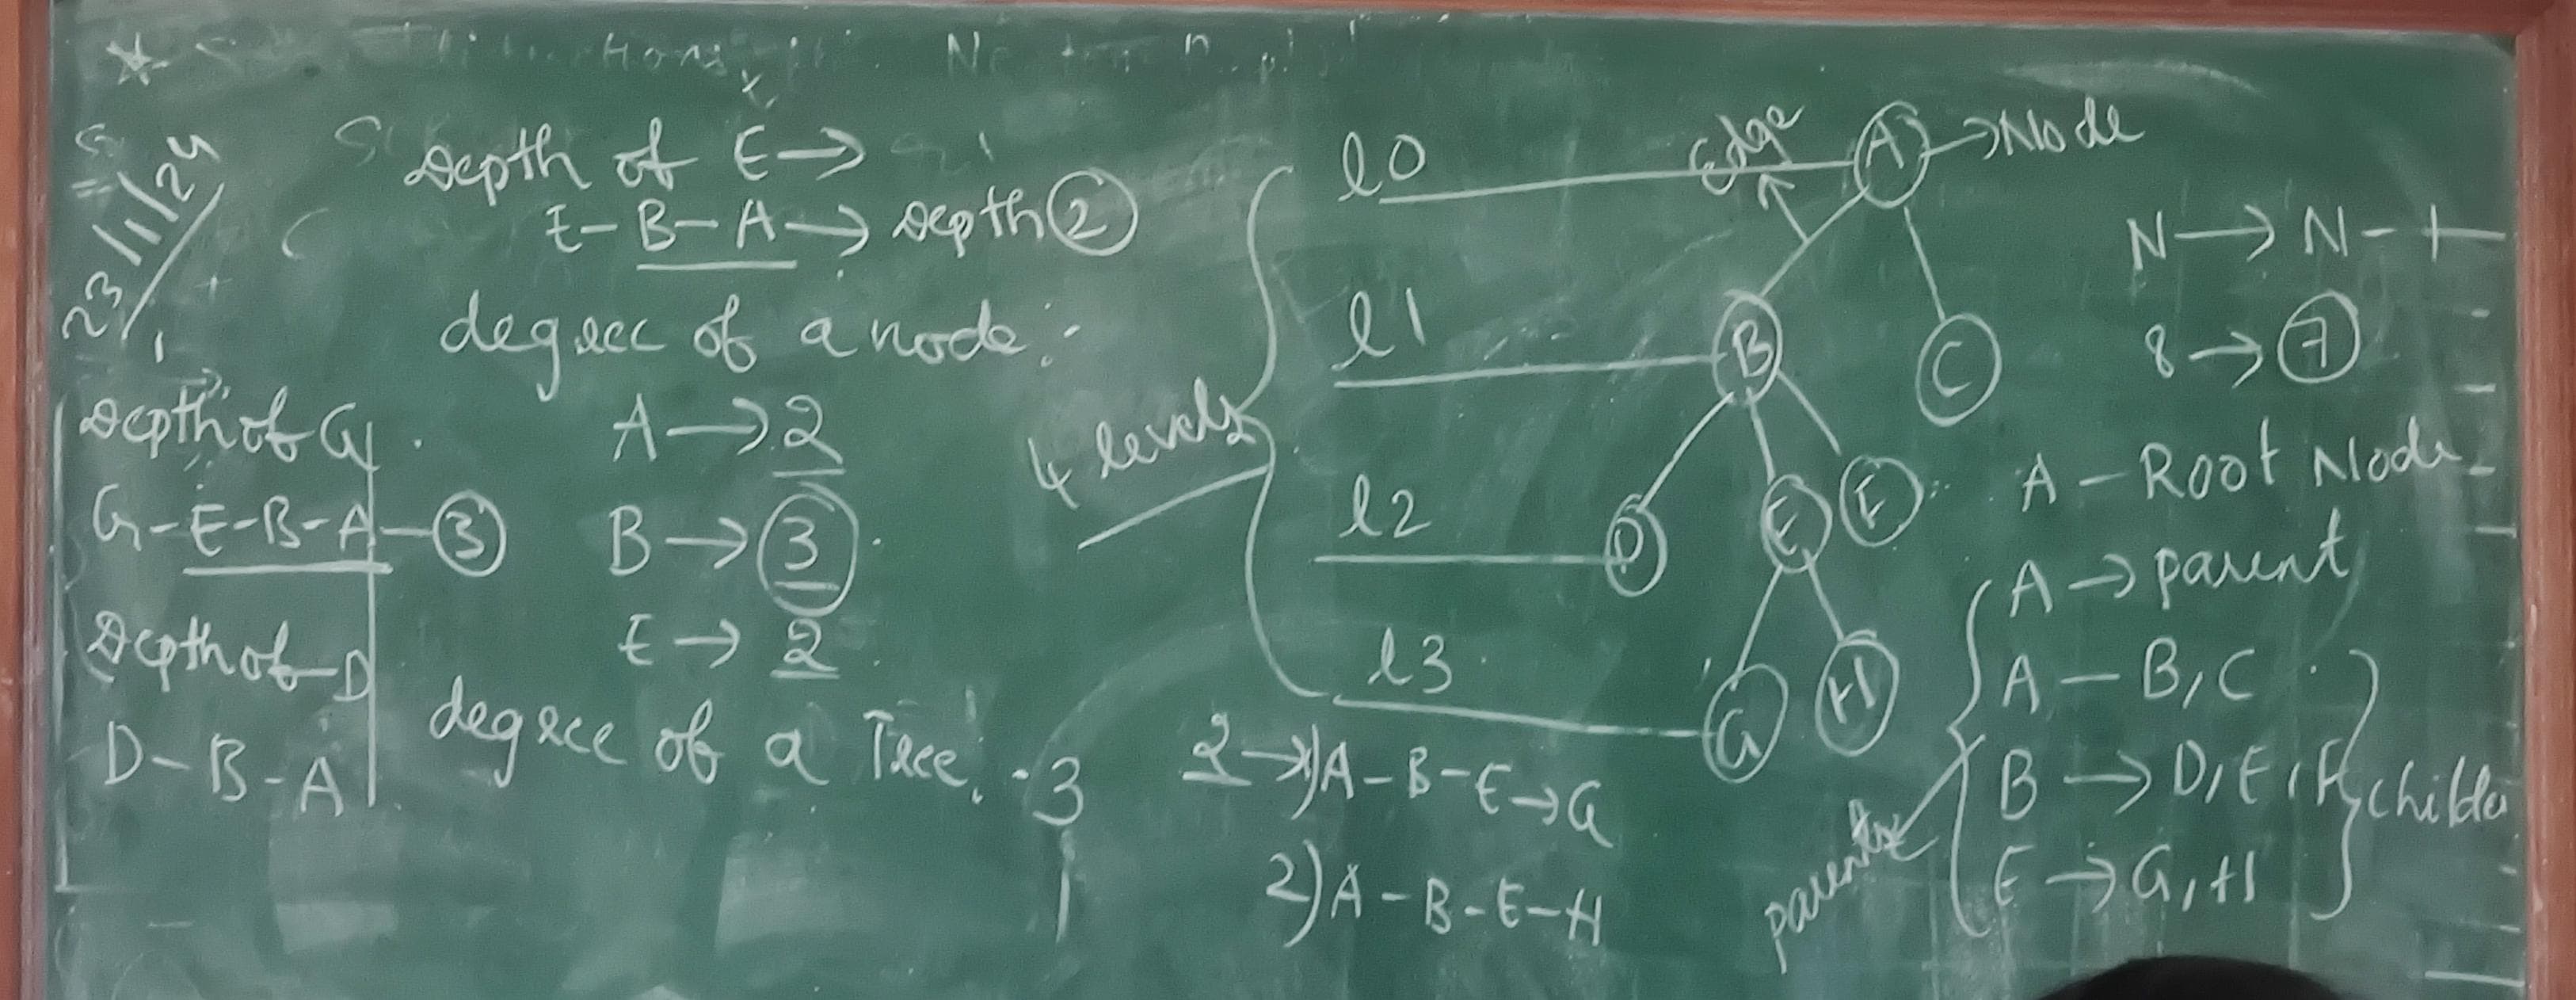 23/11/24
Depth of E →
E - B - A → Depth 2
degree of a node :-
A → 2
B → 3
E → 2
degree of a Tree. - 3
Depth of G
G - E - B - A - 3
Depth of D
D - B - A
4 levels
l0
l1
l2
l3
Edge
A → Node
B
C
D
E
F
G
H
2 → 1) A - B - E → G
2) A - B - E - H
N → N - 1
8 → 7
A - Root Node
A → parent
A - B, C
B → D, E, F
E → G, H
parents